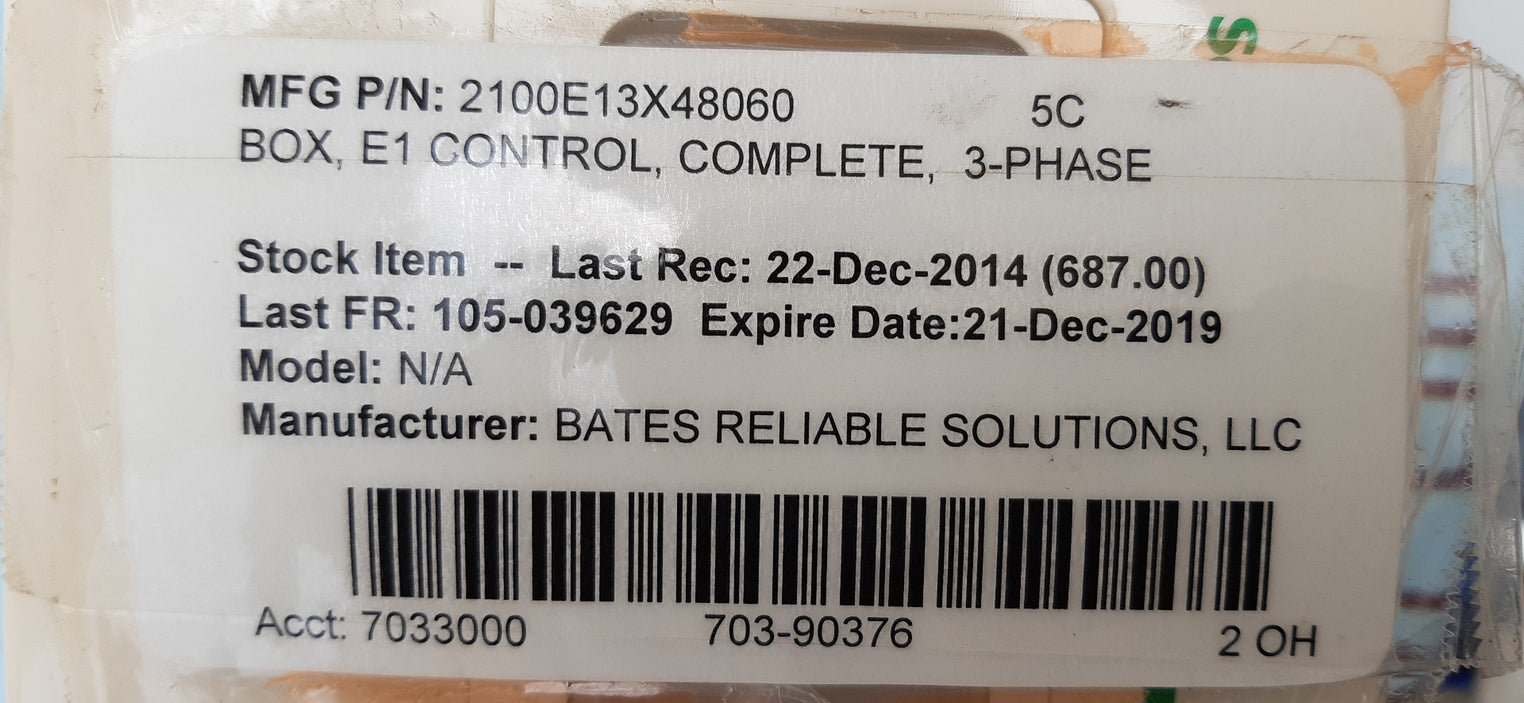 MFG P/N: 2100E13X48060 5C
BOX, E1 CONTROL, COMPLETE, 3-PHASE
Stock Item -- Last Rec: 22-Dec-2014 (687.00)
Last FR: 105-039629 Expire Date:21-Dec-2019
Model: N/A
Manufacturer: BATES RELIABLE SOLUTIONS, LLC
Acct: 7033000 703-90376 2 OH